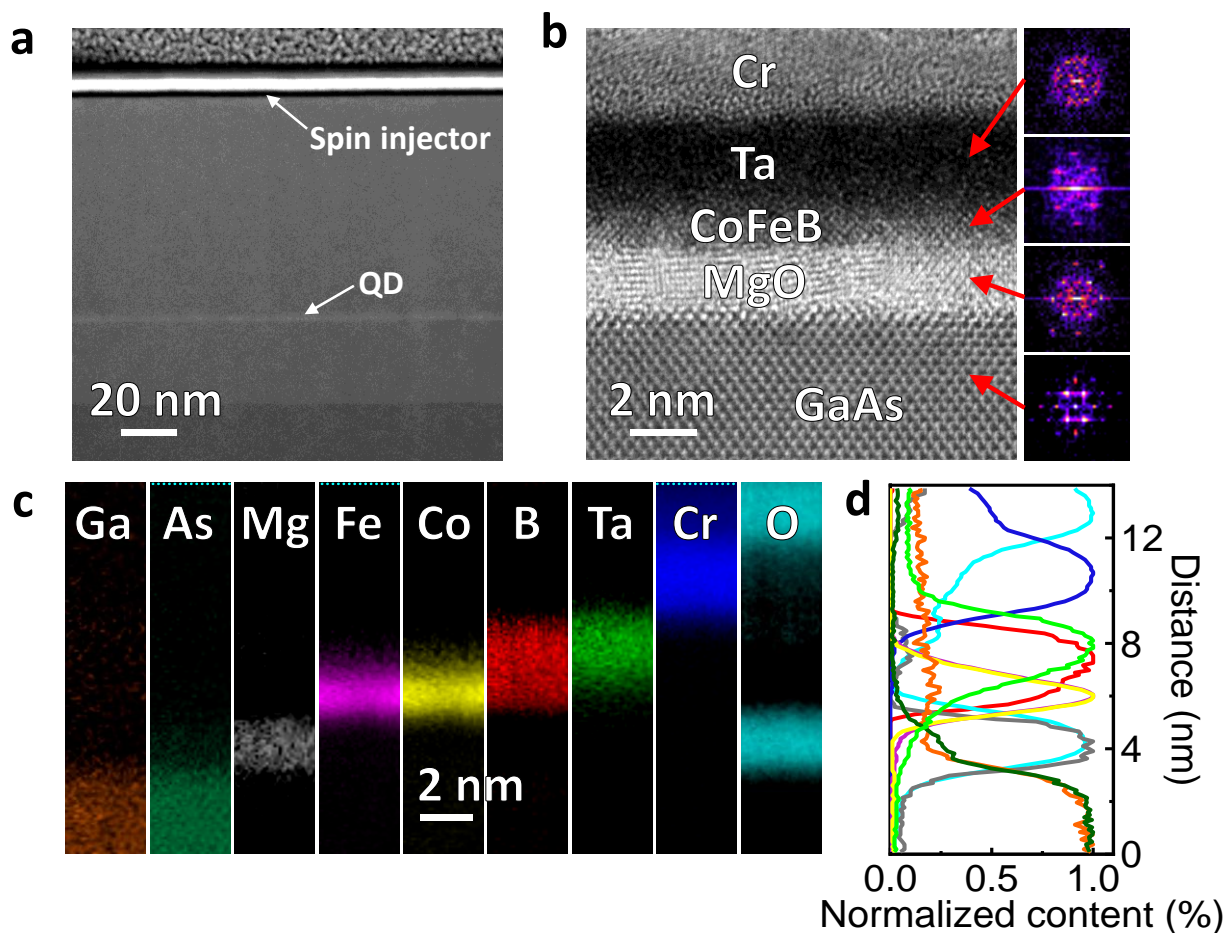 a
Spin injector
QD
20 nm
b
Cr
Ta
CoFeB
MgO
GaAs
2 nm
c
Ga As Mg Fe Co B Ta Cr O
2 nm
d
12
8
4
0
Distance (nm)
0.0 0.5 1.0
Normalized content (%)